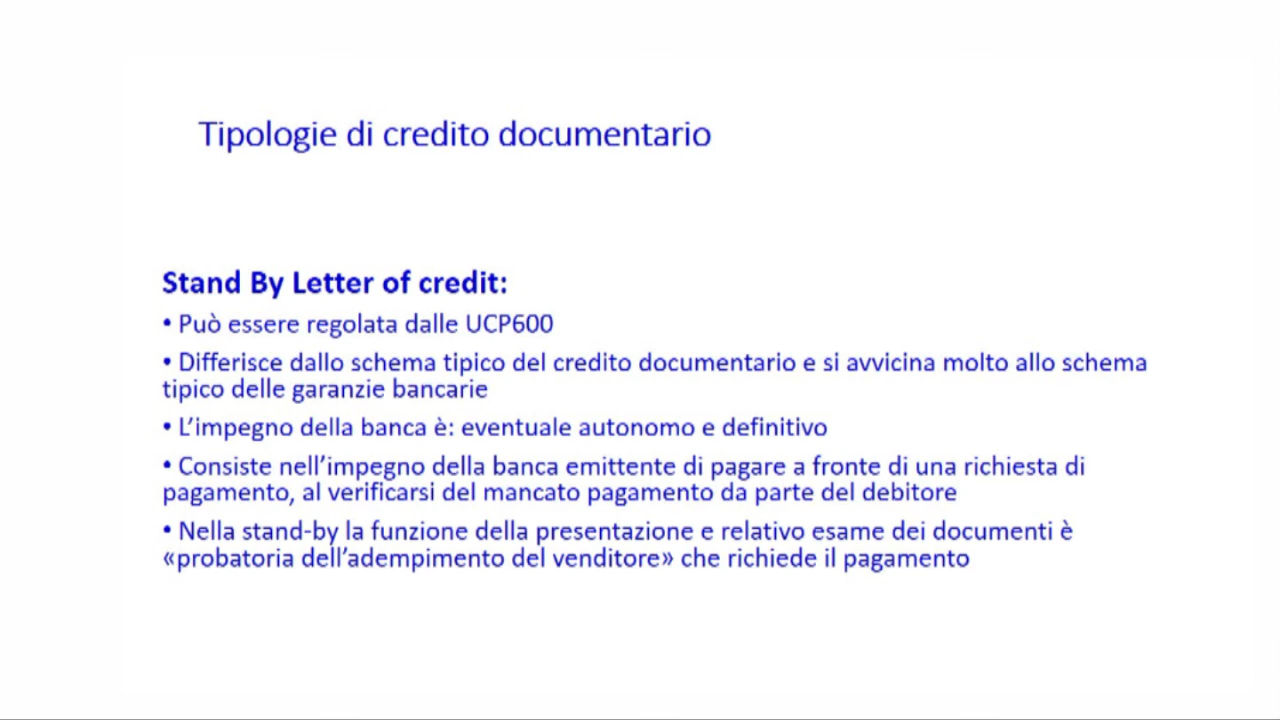 Tipologie di credito documentario
Stand By Letter of credit:
• Può essere regolata dalle UCP600
• Differisce dallo schema tipico del credito documentario e si avvicina molto allo schema
tipico delle garanzie bancarie
• L’impegno della banca è: eventuale autonomo e definitivo
• Consiste nell’impegno della banca emittente di pagare a fronte di una richiesta di
pagamento, al verificarsi del mancato pagamento da parte del debitore
• Nella stand-by la funzione della presentazione e relativo esame dei documenti è
«probatoria dell’adempimento del venditore» che richiede il pagamento